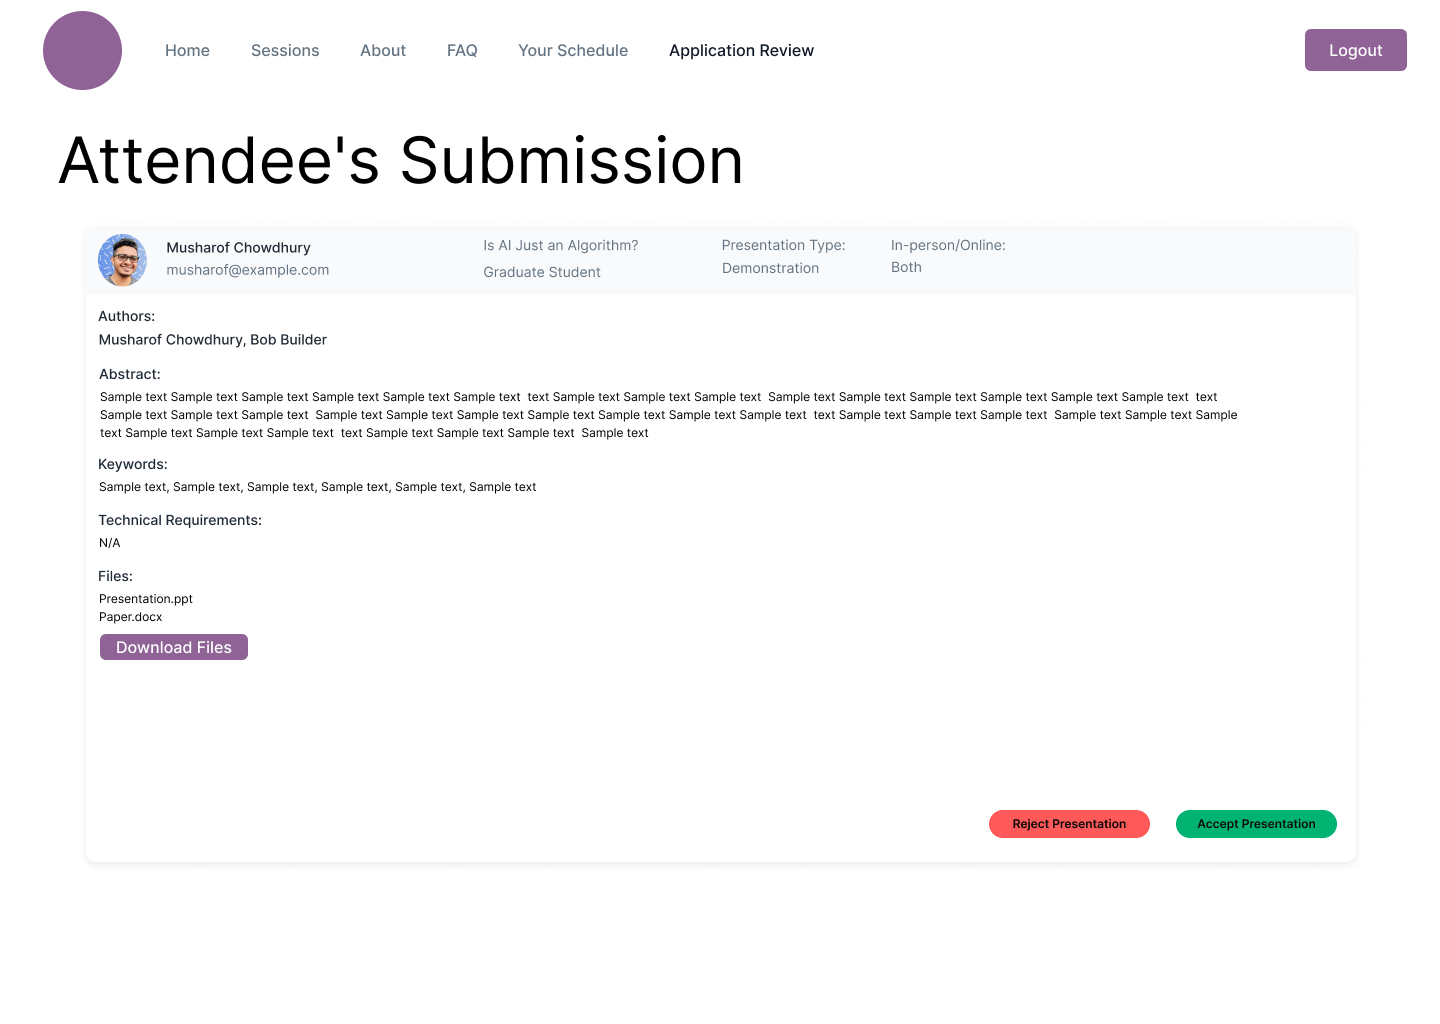 Home Sessions About FAQ Your Schedule Application Review Logout
Attendee's Submission
Musharof Chowdhury
musharof@example.com
Is AI Just an Algorithm?
Graduate Student
Presentation Type:
Demonstration
In-person/Online:
Both
Authors:
Musharof Chowdhury, Bob Builder
Abstract:
Sample text Sample text Sample text Sample text Sample text Sample text  text Sample text Sample text Sample text  Sample text Sample text Sample text Sample text Sample text Sample text  text
Sample text Sample text Sample text  Sample text Sample text Sample text Sample text Sample text Sample text Sample text  text Sample text Sample text Sample text  Sample text Sample text Sample
text Sample text Sample text Sample text  text Sample text Sample text Sample text  Sample text
Keywords:
Sample text, Sample text, Sample text, Sample text, Sample text, Sample text
Technical Requirements:
N/A
Files:
Presentation.ppt
Paper.docx
Download Files
Reject Presentation Accept Presentation